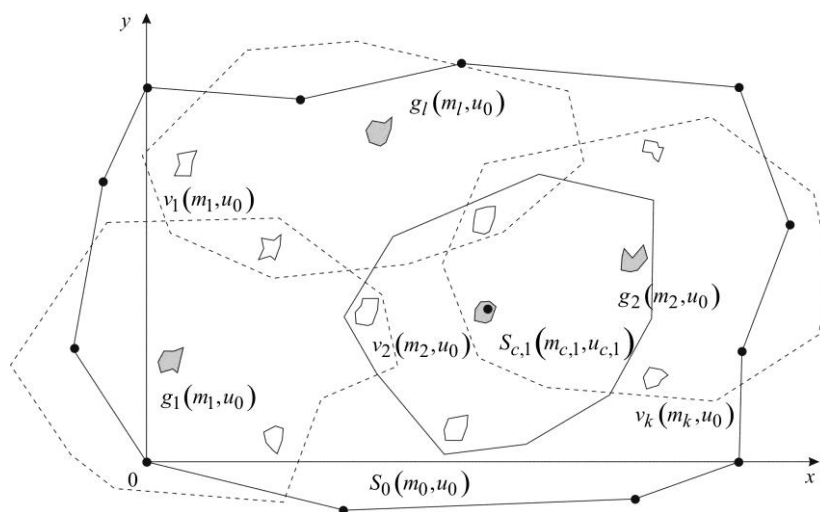 y
g_l(m_l,u_0)
v_1(m_1,u_0)
g_2(m_2,u_0)
v_2(m_2,u_0)
S_{c,1}(m_{c,1},u_{c,1})
g_1(m_1,u_0)
v_k(m_k,u_0)
0
S_0(m_0,u_0)
x